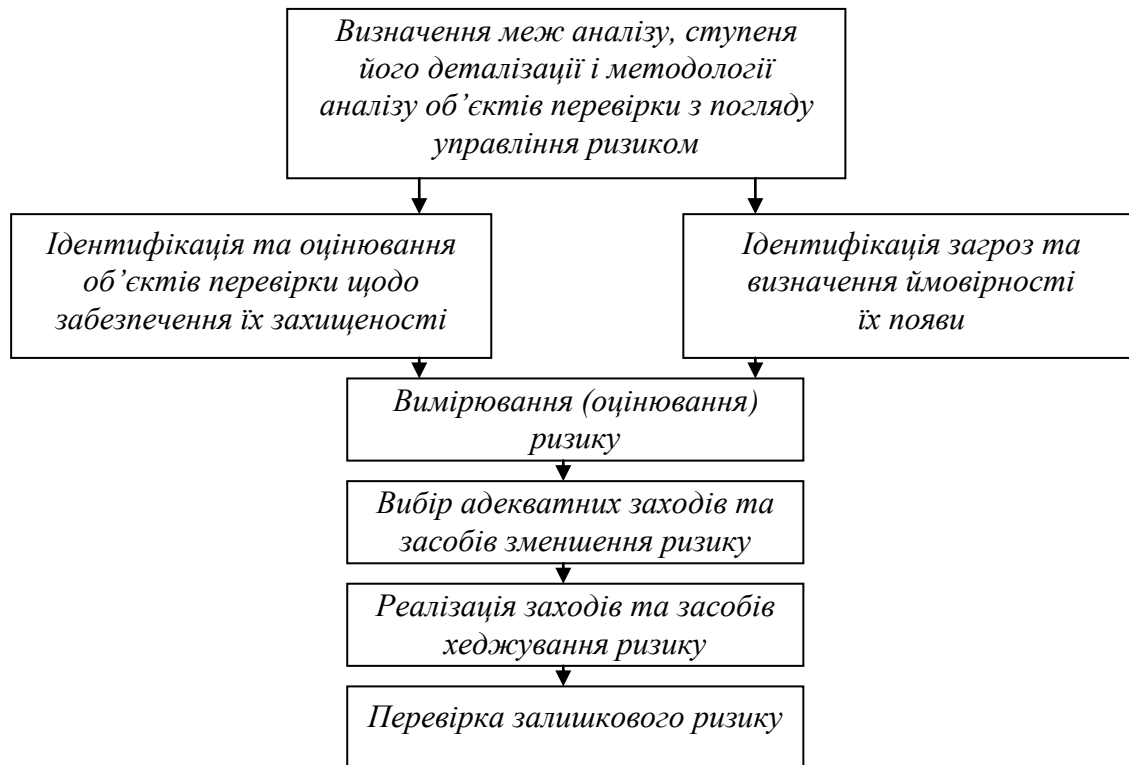 Визначення меж аналізу, ступеня
його деталізації і методології
аналізу об’єктів перевірки з погляду
управління ризиком
Ідентифікація та оцінювання
об’єктів перевірки щодо
забезпечення їх захищеності
Ідентифікація загроз та
визначення ймовірності
їх появи
Вимірювання (оцінювання)
ризику
Вибір адекватних заходів та
засобів зменшення ризику
Реалізація заходів та засобів
хеджування ризику
Перевірка залишкового ризику